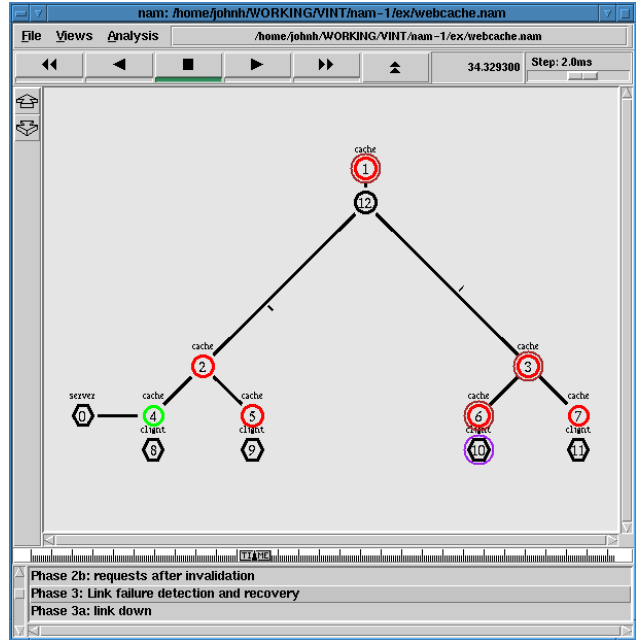 nam: /home/johnh/WORKING/VINT/nam-1/ex/webcache.nam
File Views Analysis /home/johnh/WORKING/VINT/nam-1/ex/webcache.nam
34.329300 Step: 2.0ms
cache
1
12
cache
2
cache
3
server
0
cache
4
client
8
cache
5
client
9
cache
6
client
10
cache
7
client
11
TIME
Phase 2b: requests after invalidation
Phase 3: Link failure detection and recovery
Phase 3a: link down